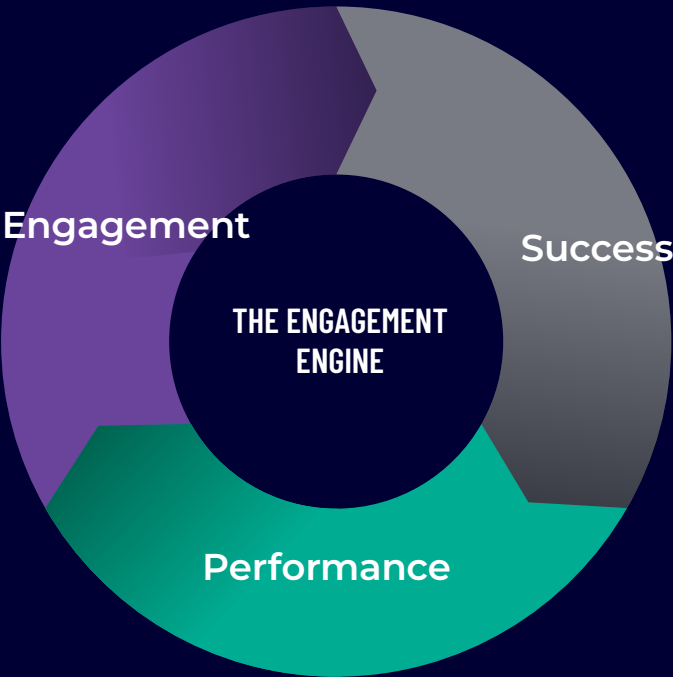 Engagement
Success
THE ENGAGEMENT
ENGINE
Performance